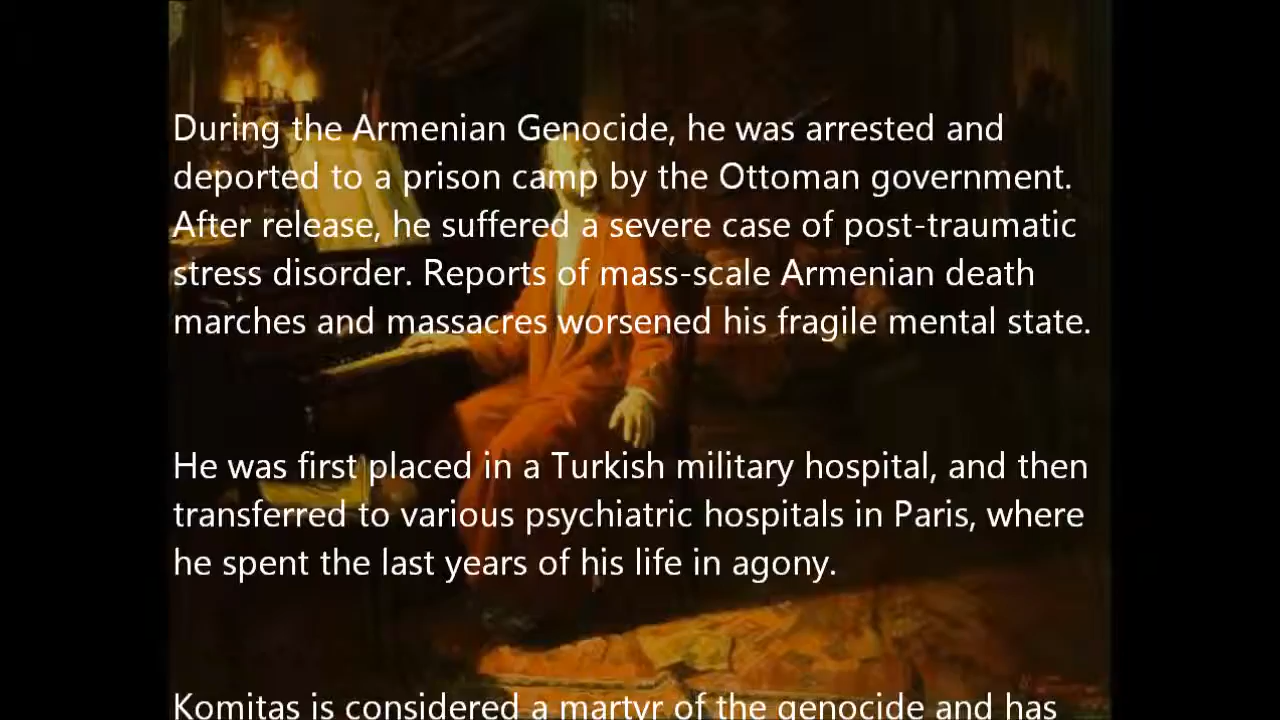 During the Armenian Genocide, he was arrested and
deported to a prison camp by the Ottoman government.
After release, he suffered a severe case of post-traumatic
stress disorder. Reports of mass-scale Armenian death
marches and massacres worsened his fragile mental state.
He was first placed in a Turkish military hospital, and then
transferred to various psychiatric hospitals in Paris, where
he spent the last years of his life in agony.
Komitas is considered a martyr of the genocide and has